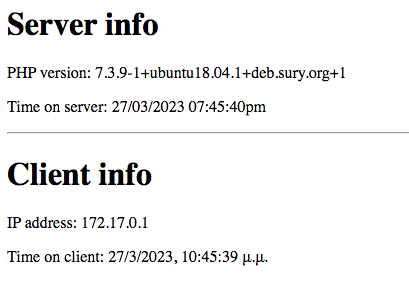 Server info
PHP version: 7.3.9-1+ubuntu18.04.1+deb.sury.org+1
Time on server: 27/03/2023 07:45:40pm
Client info
IP address: 172.17.0.1
Time on client: 27/3/2023, 10:45:39 μ.μ.